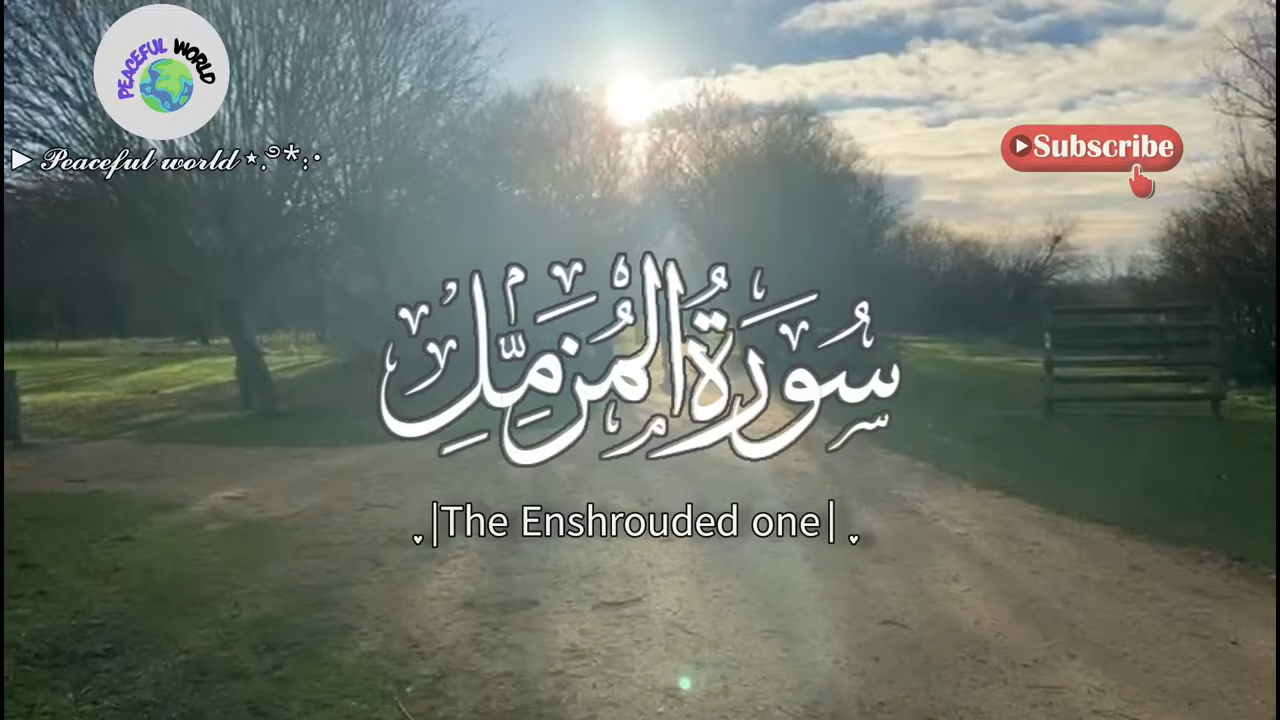 PEACEFUL WORLD
Peaceful world
Subscribe
سُورَةُ المُزَّمِّلِ
|The Enshrouded one|